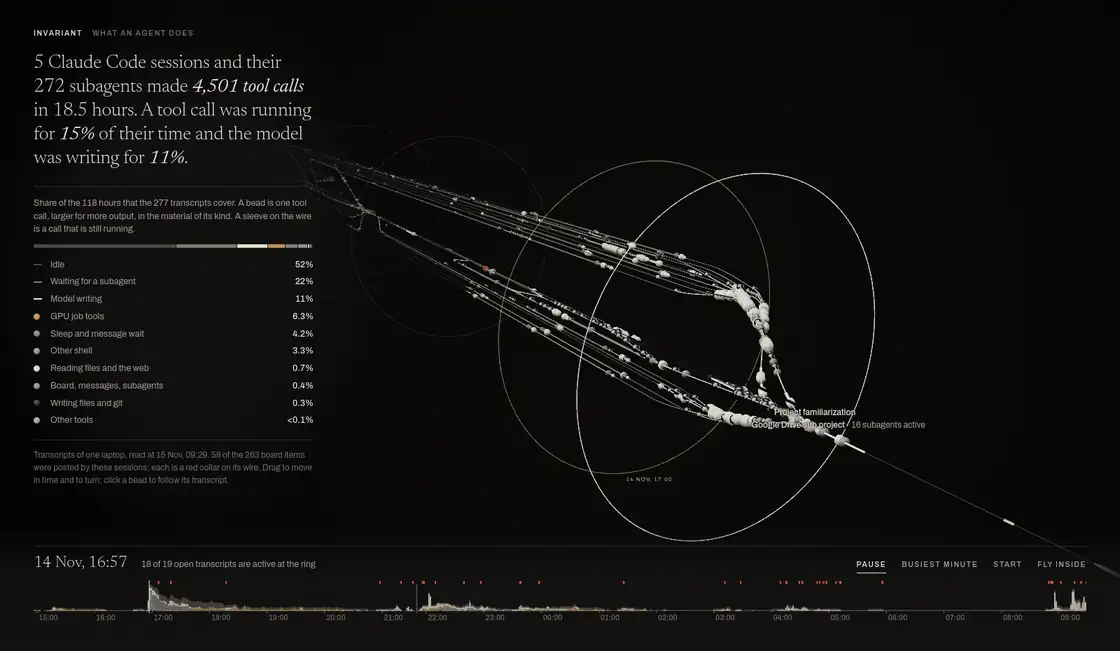 INVARIANT WHAT AN AGENT DOES
5 Claude Code sessions and their
272 subagents made 4,501 tool calls
in 18.5 hours. A tool call was running
for 15% of their time and the model
was writing for 11%.
Share of the 118 hours that the 277 transcripts cover. A bead is one tool
call, larger for more output, in the material of its kind. A sleeve on the wire
is a call that is still running.
Idle 52%
Waiting for a subagent 22%
Model writing 11%
GPU job tools 6.3%
Sleep and message wait 4.2%
Other shell 3.3%
Reading files and the web 0.7%
Board, messages, subagents 0.4%
Writing files and git 0.3%
Other tools <0.1%
Transcripts of one laptop, read at 15 Nov, 09:29. 58 of the 263 board items
were posted by these sessions; each is a red collar on its wire. Drag to move
in time and to turn; click a bead to follow its transcript.
Project familiarization
Google Drive sub project / 16 subagents active
14 NOV, 17:00
14 Nov, 16:57 18 of 19 open transcripts are active at the ring
PAUSE BUSIEST MINUTE START FLY INSIDE
15:00 16:00 17:00 18:00 19:00 20:00 21:00 22:00 23:00 00:00 01:00 02:00 03:00 04:00 05:00 06:00 07:00 08:00 09:00